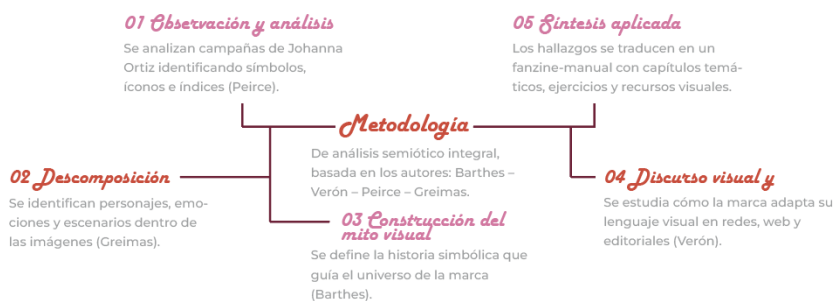 01 Observación y análisis
Se analizan campañas de Johanna
Ortiz identificando símbolos,
íconos e índices (Peirce).
05 Síntesis aplicada
Los hallazgos se traducen en un
fanzine-manual con capítulos temá-
ticos, ejercicios y recursos visuales.
Metodología
De análisis semiótico integral,
basada en los autores: Barthes –
Verón – Peirce – Greimas.
02 Descomposición
Se identifican personajes, emo-
ciones y escenarios dentro de
las imágenes (Greimas).
04 Discurso visual y
Se estudia cómo la marca adapta su
lenguaje visual en redes, web y
editoriales (Verón).
03 Construcción del
mito visual
Se define la historia simbólica que
guía el universo de la marca
(Barthes).